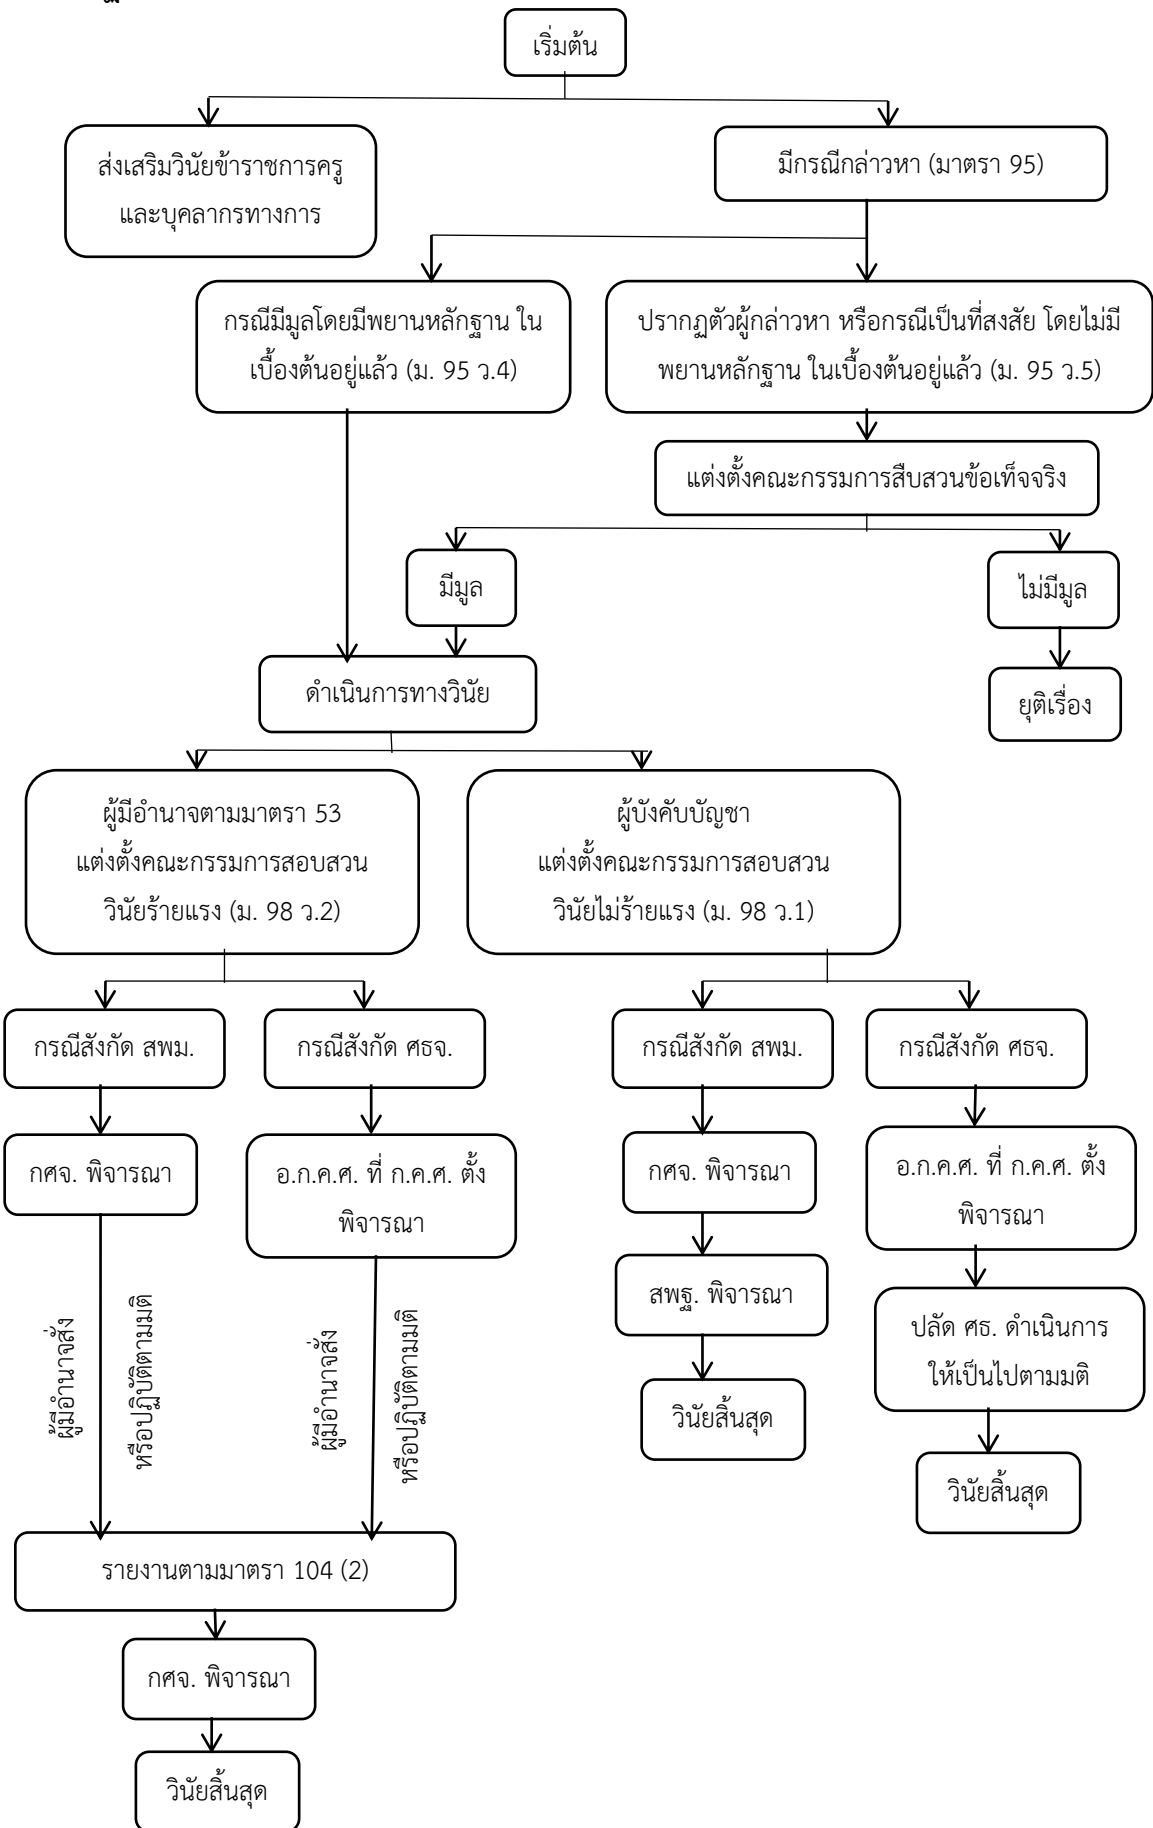 เริ่มต้น
ส่งเสริมวินัยข้าราชการครู
และบุคลากรทางการ
มีกรณีกล่าวหา (มาตรา 95)
กรณีมีมูลโดยมีพยานหลักฐาน ใน
เบื้องต้นอยู่แล้ว (ม. 95 ว.4)
ปรากฏตัวผู้กล่าวหา หรือกรณีเป็นที่สงสัย โดยไม่มี
พยานหลักฐาน ในเบื้องต้นอยู่แล้ว (ม. 95 ว.5)
แต่งตั้งคณะกรรมการสืบสวนข้อเท็จจริง
มีมูล
ไม่มีมูล
ดำเนินการทางวินัย
ยุติเรื่อง
ผู้มีอำนาจตามมาตรา 53
แต่งตั้งคณะกรรมการสอบสวน
วินัยร้ายแรง (ม. 98 ว.2)
ผู้บังคับบัญชา
แต่งตั้งคณะกรรมการสอบสวน
วินัยไม่ร้ายแรง (ม. 98 ว.1)
กรณีสังกัด สพม.
กรณีสังกัด ศธจ.
กรณีสังกัด สพม.
กรณีสังกัด ศธจ.
กศจ. พิจารณา
อ.ก.ค.ศ. ที่ ก.ค.ศ. ตั้ง
พิจารณา
กศจ. พิจารณา
อ.ก.ค.ศ. ที่ ก.ค.ศ. ตั้ง
พิจารณา
สพฐ. พิจารณา
ปลัด ศธ. ดำเนินการ
ให้เป็นไปตามมติ
ผู้มีอำนาจสั่ง
หรือปฏิบัติตามมติ
ผู้มีอำนาจสั่ง
หรือปฏิบัติตามมติ
วินัยสิ้นสุด
วินัยสิ้นสุด
รายงานตามมาตรา 104 (2)
กศจ. พิจารณา
วินัยสิ้นสุด